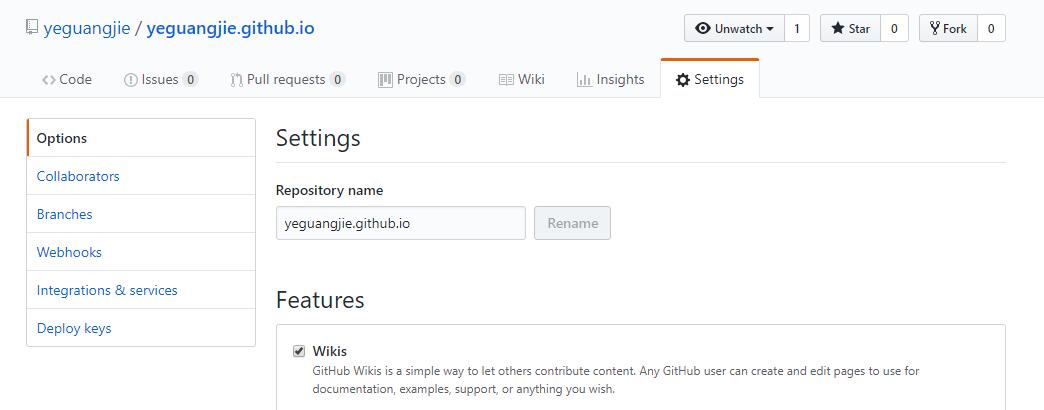 yeguangjie / yeguangjie.github.io Unwatch 1 Star 0 Fork 0
Code Issues 0 Pull requests 0 Projects 0 Wiki Insights Settings
Options
Collaborators
Branches
Webhooks
Integrations & services
Deploy keys
Settings
Repository name
yeguangjie.github.io Rename
Features
Wikis
GitHub Wikis is a simple way to let others contribute content. Any GitHub user can create and edit pages to use for
documentation, examples, support, or anything you wish.